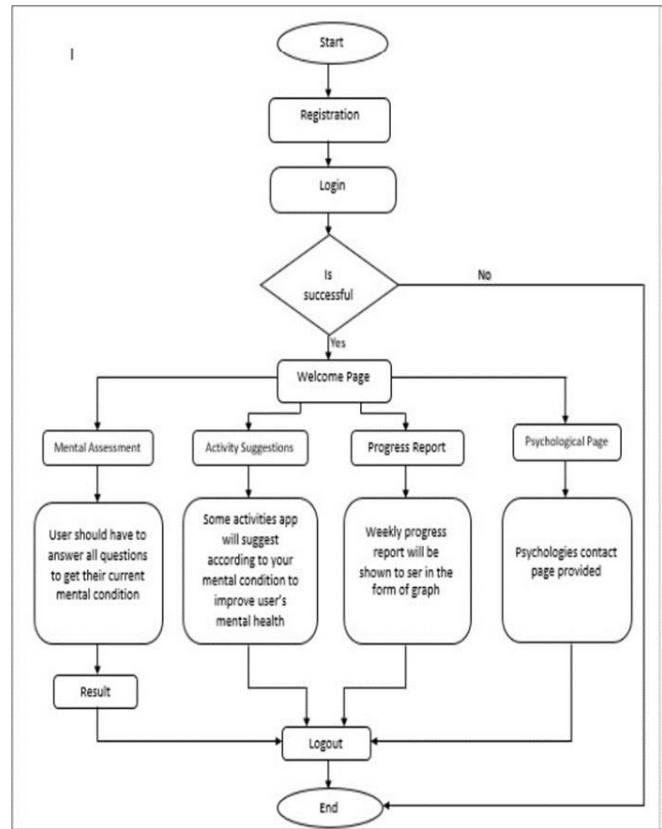 Start
I
Registration
Login
Is
successful
No
Yes
Welcome Page
Mental Assessment
Activity Suggestions
Progress Report
Psychological Page
User should have to
answer all questions
to get their current
mental condition
Some activities app
will suggest
according to your
mental condition to
improve user's
mental health
Weekly progress
report will be
shown to ser in the
form of graph
Psychologies contact
page provided
Result
Logout
End